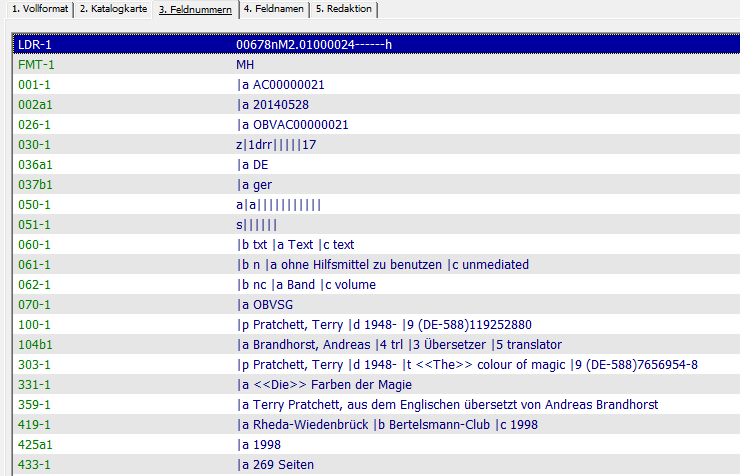 1. Vollformat 2. Katalogkarte 3. Feldnummern 4. Feldnamen 5. Redaktion
LDR-1 00678nM2.01000024------h
FMT-1 MH
001-1 |a AC00000021
002a1 |a 20140528
026-1 |a OBVAC00000021
030-1 z|1drr|||||17
036a1 |a DE
037b1 |a ger
050-1 a|a|||||||||||
051-1 s||||||
060-1 |b txt |a Text |c text
061-1 |b n |a ohne Hilfsmittel zu benutzen |c unmediated
062-1 |b nc |a Band |c volume
070-1 |a OBVSG
100-1 |p Pratchett, Terry |d 1948- |9 (DE-588)119252880
104b1 |a Brandhorst, Andreas |4 trl |3 Übersetzer |5 translator
303-1 |p Pratchett, Terry |d 1948- |t <<The>> colour of magic |9 (DE-588)7656954-8
331-1 |a <<Die>> Farben der Magie
359-1 |a Terry Pratchett, aus dem Englischen übersetzt von Andreas Brandhorst
419-1 |a Rheda-Wiedenbrück |b Bertelsmann-Club |c 1998
425a1 |a 1998
433-1 |a 269 Seiten